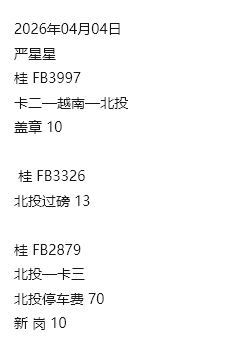 2026年04月04日
严星星
桂 FB3997
卡二—越南—北投
盖章 10
桂 FB3326
北投过磅 13
桂 FB2879
北投—卡三
北投停车费 70
新 岗 10